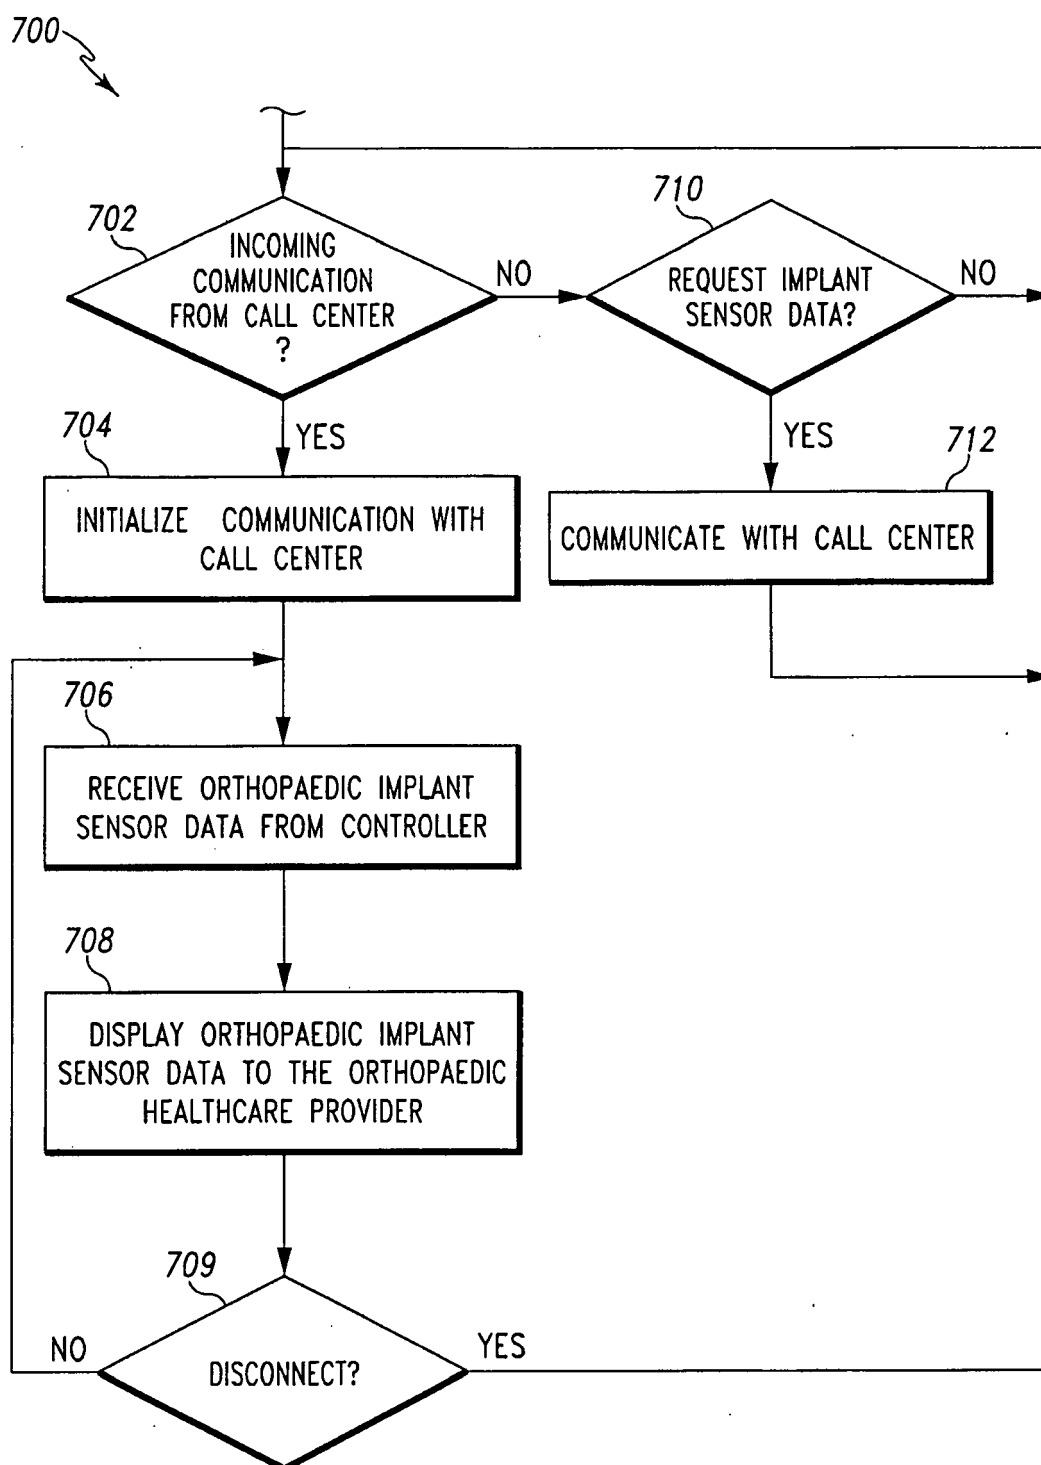 700
702
INCOMING
COMMUNICATION
FROM CALL CENTER
?
NO
710
REQUEST IMPLANT
SENSOR DATA?
NO
YES
704
INITIALIZE COMMUNICATION WITH
CALL CENTER
YES
712
COMMUNICATE WITH CALL CENTER
706
RECEIVE ORTHOPAEDIC IMPLANT
SENSOR DATA FROM CONTROLLER
708
DISPLAY ORTHOPAEDIC IMPLANT
SENSOR DATA TO THE ORTHOPAEDIC
HEALTHCARE PROVIDER
709
NO
DISCONNECT?
YES